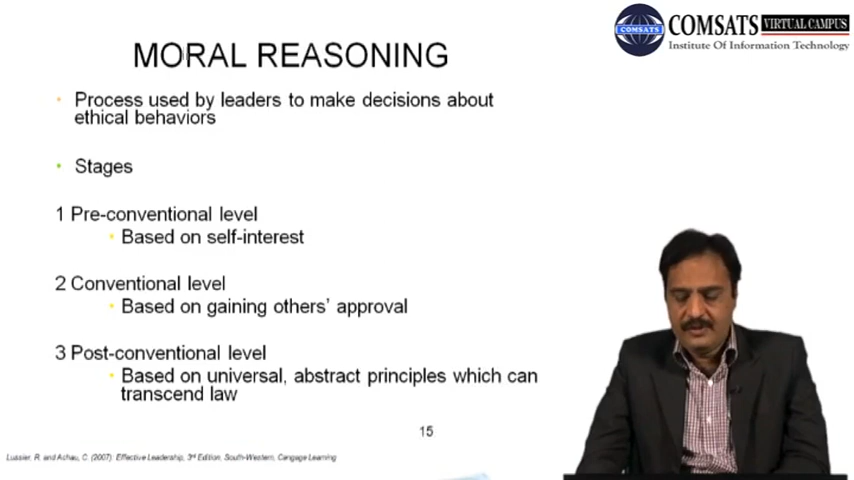 COMSATS VIRTUAL CAMPUS
COMSATS
Institute Of Information Technology
MORAL REASONING
• Process used by leaders to make decisions about
ethical behaviors
• Stages
1 Pre-conventional level
• Based on self-interest
2 Conventional level
• Based on gaining others’ approval
3 Post-conventional level
• Based on universal, abstract principles which can
transcend law
15
Lussier, R. and Achau, C. (2007): Effective Leadership, 3rd Edition, South-Western, Cengage Learning